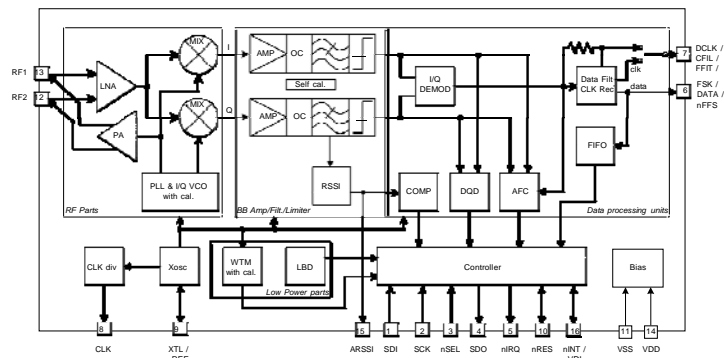 MIX
I
AMP
OC
RF1
13
LNA
Self cal.
I/Q
DEMOD
Data Filt
CLK Rec
clk
data
7
DCLK /
CFIL /
FFIT /
RF2
12
MIX
Q
AMP
OC
6
FSK /
DATA /
nFFS
PA
FIFO
PLL & I/Q VCO
with cal.
RSSI
COMP
DQD
AFC
RF Parts
BB Amp/Filt./Limiter
Data processing units
CLK div
Xosc
WTM
with cal.
LBD
Low Power parts
Controller
Bias
8
9
15
1
2
3
4
5
10
16
11
14
CLK
XTL /
ARSSI
SDI
SCK
nSEL
SDO
nIRQ
nRES
nINT /
VSS
VDD